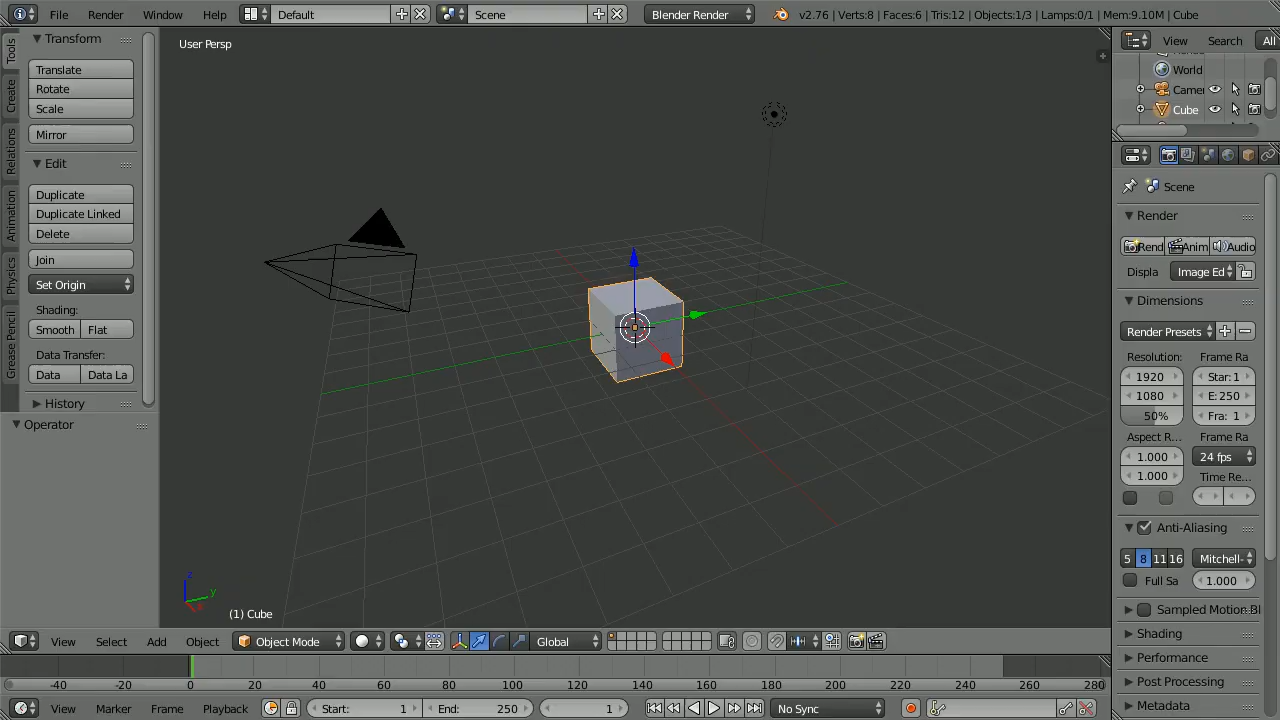 File Render Window Help Default Scene Blender Render v2.76 | Verts:8 | Faces:6 | Tris:12 | Objects:1/3 | Lamps:0/1 | Mem:9.10M | Cube
Tools
Create
Relations
Animation
Physics
Grease Pencil
Transform
Translate
Rotate
Scale
Mirror
Edit
Duplicate
Duplicate Linked
Delete
Join
Set Origin
Shading:
Smooth Flat
Data Transfer:
Data Data La
History
Operator
User Persp
z
y
x
(1) Cube
View Search All
World
Camer
Cube
Scene
Render
Rend Anim Audio
Displa Image Ed
Dimensions
Render Presets
Resolution: Frame Ra
1920 Star: 1
1080 E: 250
50% Fra: 1
Aspect R... Frame Ra
1.000 24 fps
1.000 Time Re...
Anti-Aliasing
5 8 11 16 Mitchell-
Full Sa 1.000
Sampled Motion Bl
Shading
Performance
Post Processing
Metadata
View Select Add Object Object Mode Global
-40 -20 0 20 40 60 80 100 120 140 160 180 200 220 240 260 280
View Marker Frame Playback Start: 1 End: 250 1 No Sync